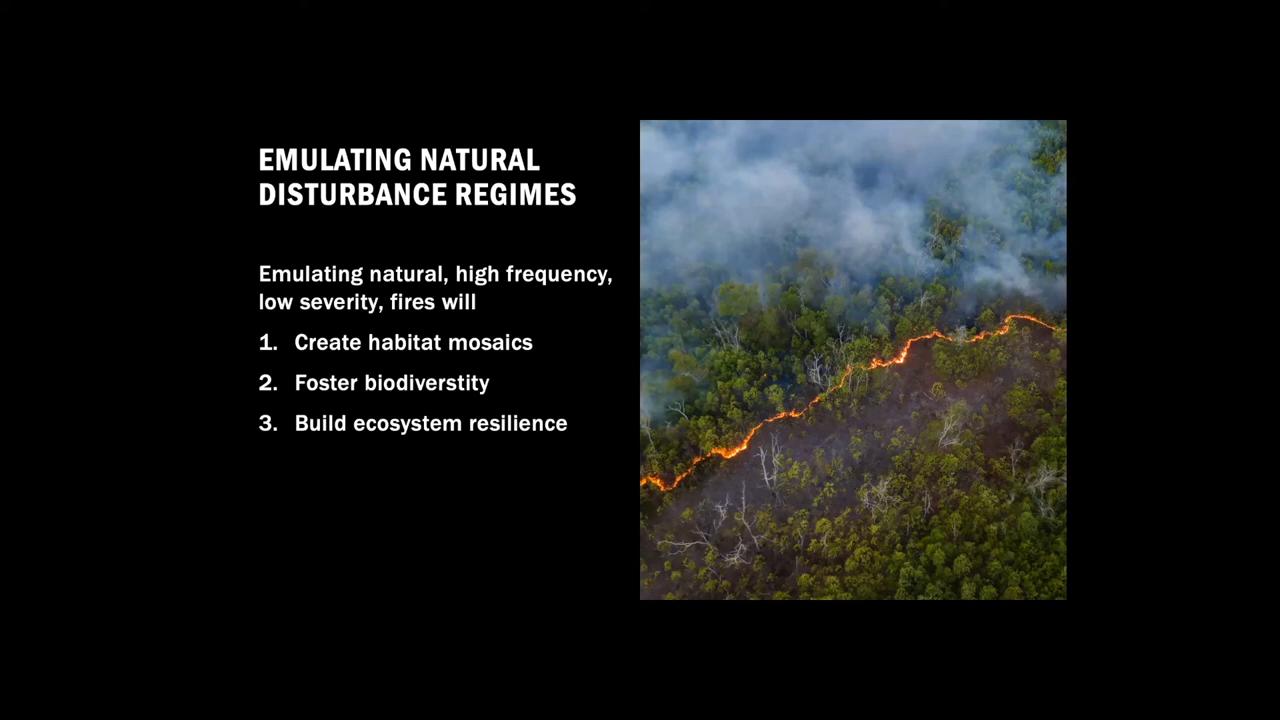 EMULATING NATURAL
DISTURBANCE REGIMES
Emulating natural, high frequency,
low severity, fires will
1. Create habitat mosaics
2. Foster biodiverstity
3. Build ecosystem resilience